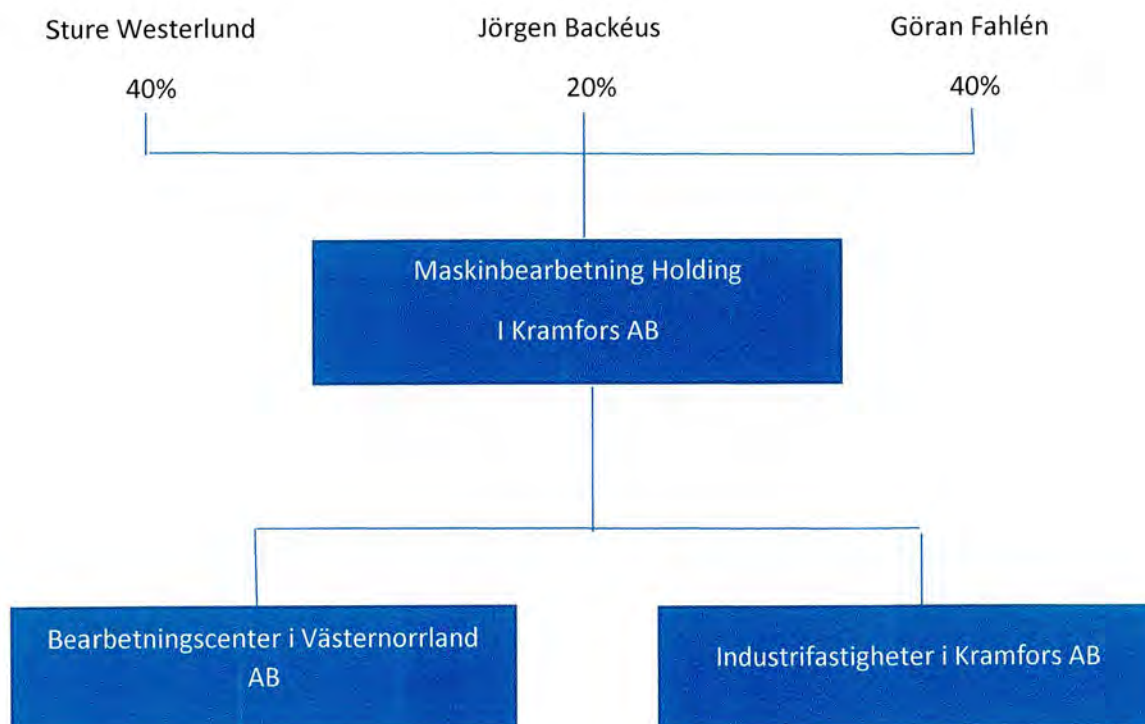 Sture Westerlund
Jörgen Backéus
Göran Fahlén
40%
20%
40%
Maskinbearbetning Holding
I Kramfors AB
Bearbetningscenter i Västernorrland
AB
Industrifastigheter i Kramfors AB